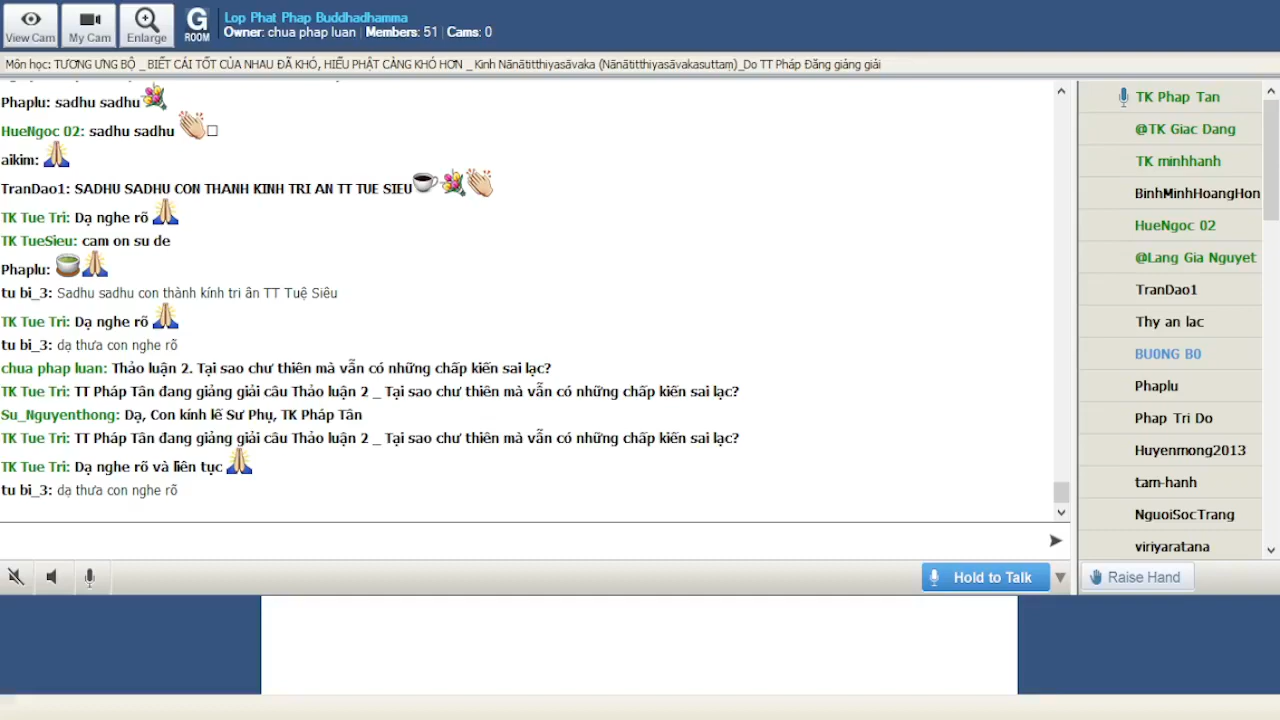 View Cam
My Cam
Enlarge
G ROOM
Lop Phat Phap Buddhadhamma
Owner: chua phap luan | Members: 51 | Cams: 0
Môn học: TƯƠNG ƯNG BỘ _ BIẾT CÁI TỐT CỦA NHAU ĐÃ KHÓ, HIỂU PHẬT CÀNG KHÓ HƠN _ Kinh Nānātitthiyasāvaka (Nānātitthiyasāvakasuttaṃ)_Do TT Pháp Đăng giảng giải
Phaplu: sadhu sadhu
HueNgoc 02: sadhu sadhu
aikim:
TranDao1: SADHU SADHU CON THANH KINH TRI AN TT TUE SIEU
TK Tue Tri: Dạ nghe rõ
TK TueSieu: cam on su de
Phaplu:
tu bi_3: Sadhu sadhu con thành kính tri ân TT Tuệ Siêu
TK Tue Tri: Dạ nghe rõ
tu bi_3: dạ thưa con nghe rõ
chua phap luan: Thảo luận 2. Tại sao chư thiên mà vẫn có những chấp kiến sai lạc?
TK Tue Tri: TT Pháp Tân đang giảng giải câu Thảo luận 2 _ Tại sao chư thiên mà vẫn có những chấp kiến sai lạc?
Su_Nguyenthong: Dạ, Con kính lễ Sư Phụ, TK Pháp Tân
TK Tue Tri: TT Pháp Tân đang giảng giải câu Thảo luận 2 _ Tại sao chư thiên mà vẫn có những chấp kiến sai lạc?
TK Tue Tri: Dạ nghe rõ và liên tục
tu bi_3: dạ thưa con nghe rõ
TK Phap Tan
@TK Giac Dang
TK minhhanh
BinhMinhHoangHon
HueNgoc 02
@Lang Gia Nguyet
TranDao1
Thy an lac
BU0NG B0
Phaplu
Phap Tri Do
Huyenmong2013
tam-hanh
NguoiSocTrang
viriyaratana
Hold to Talk
Raise Hand